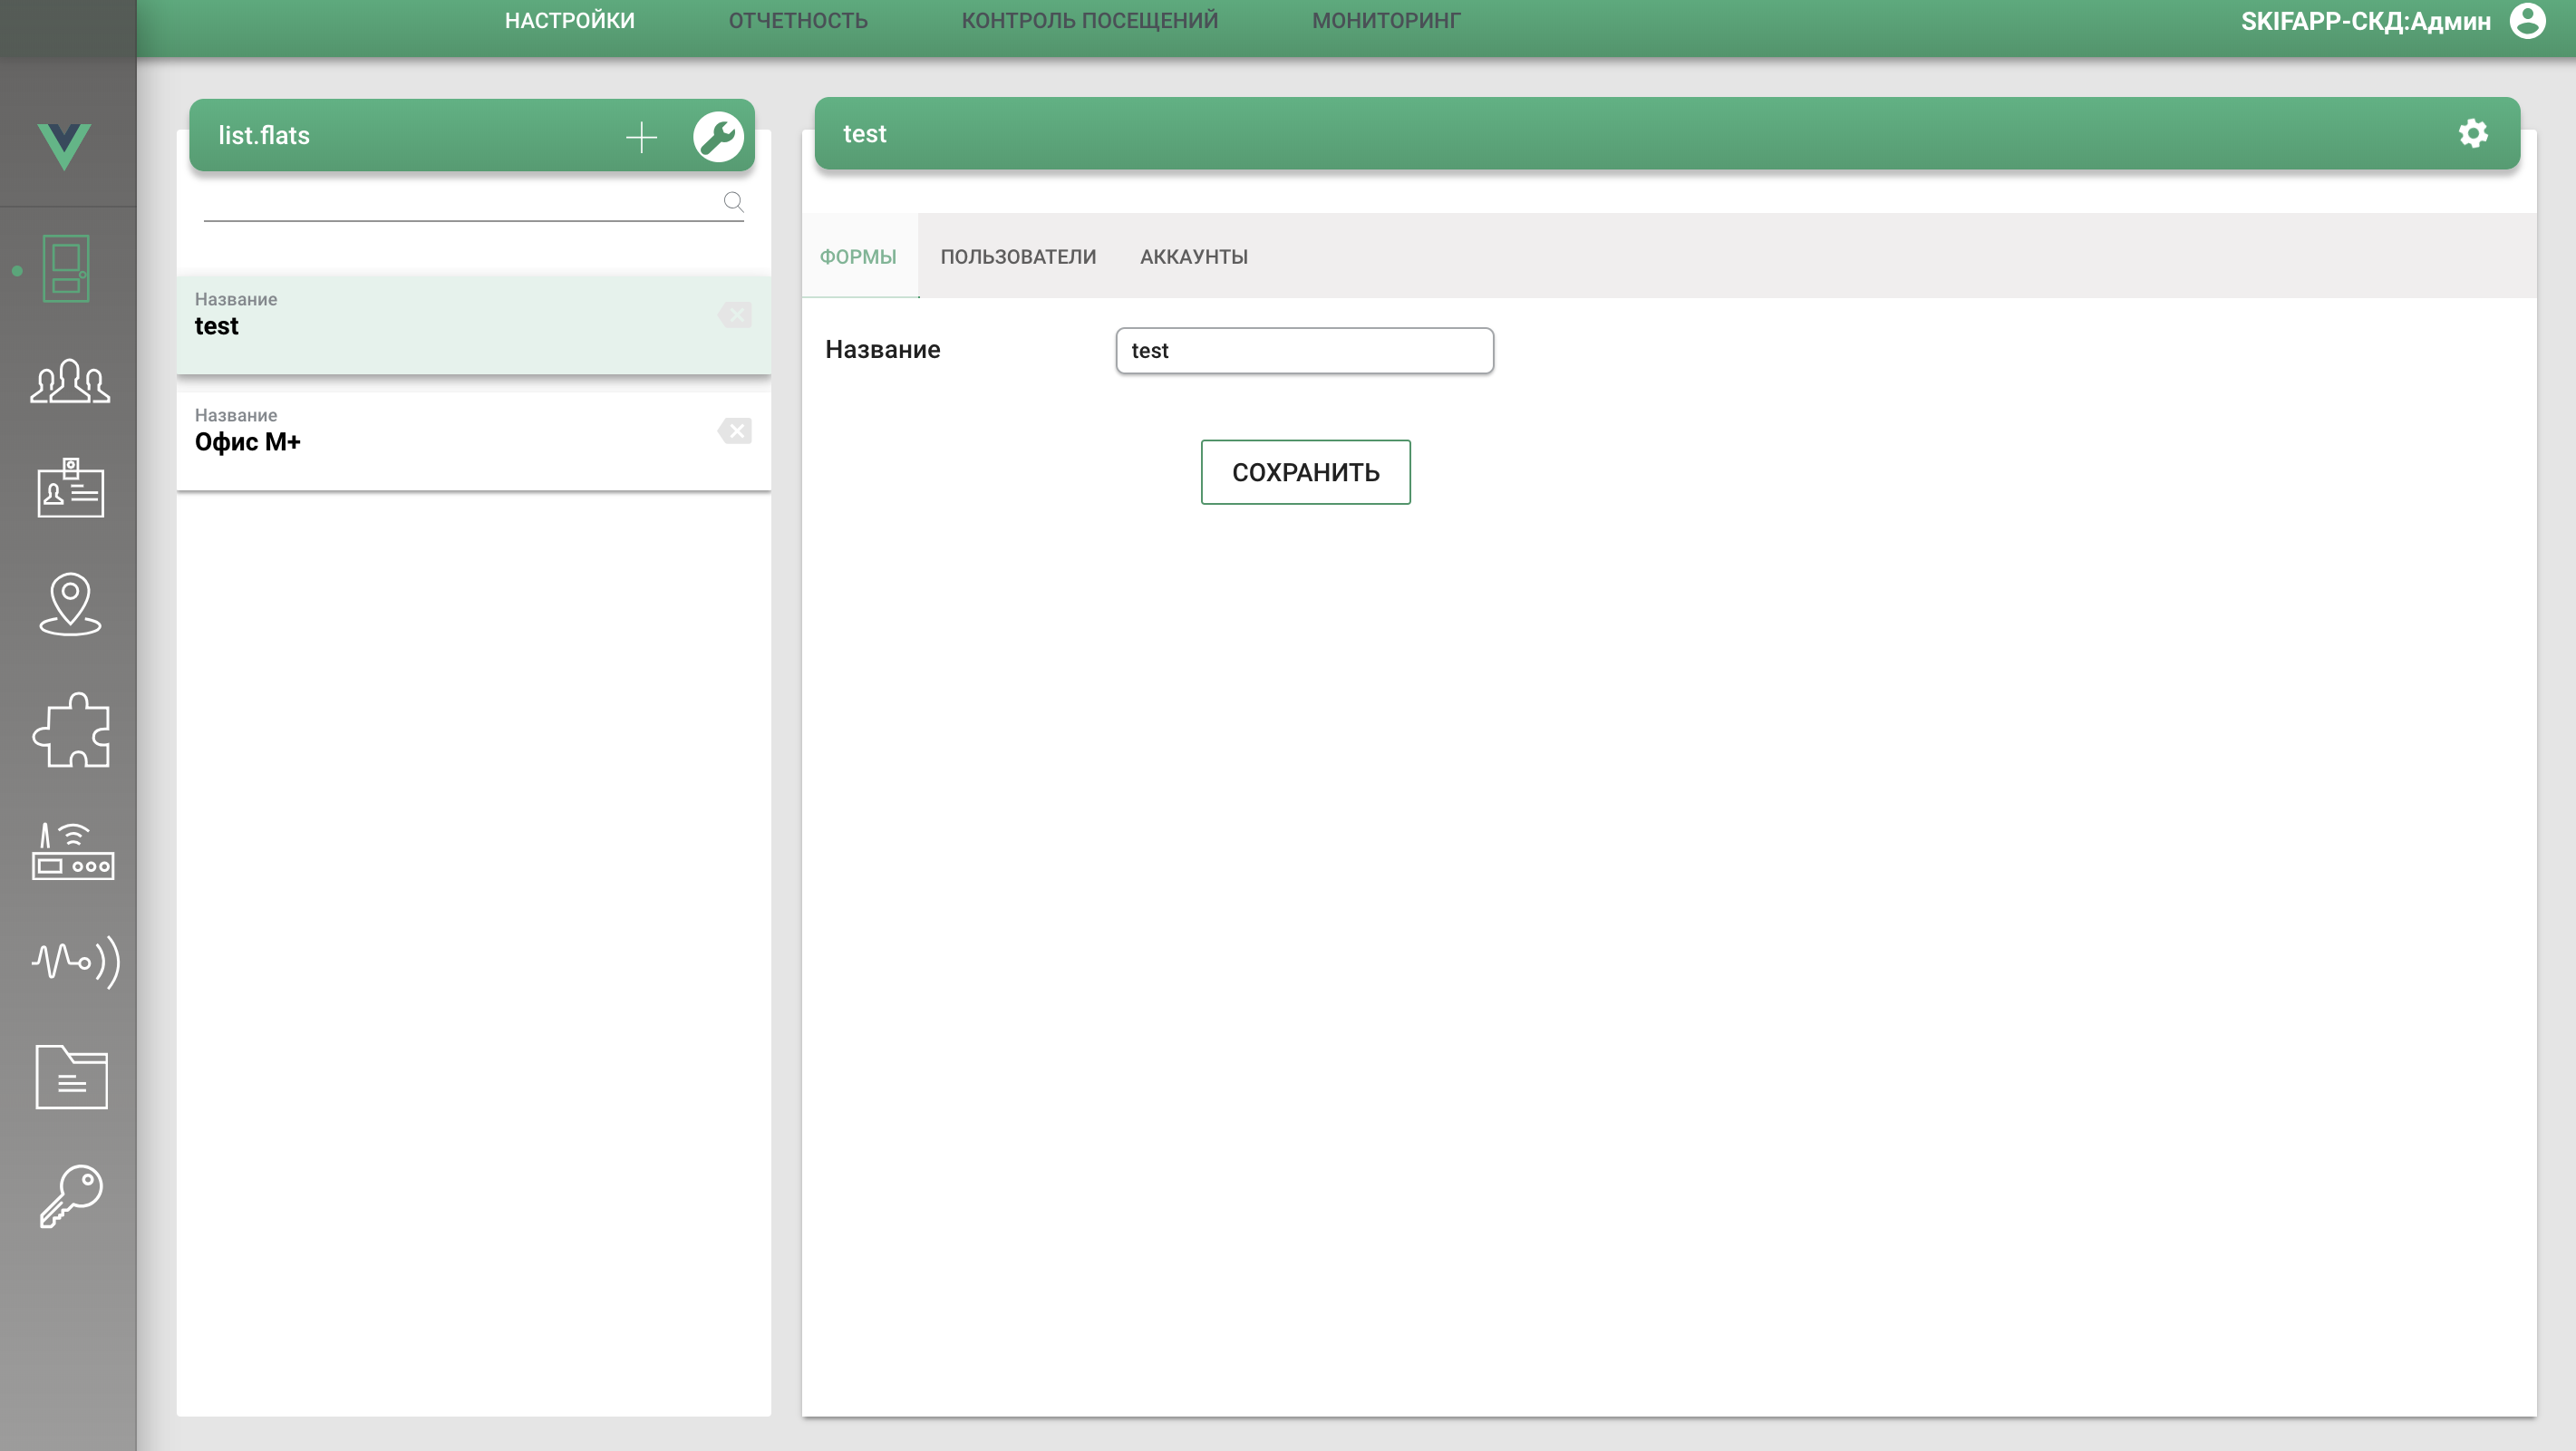 НАСТРОЙКИ ОТЧЕТНОСТЬ КОНТРОЛЬ ПОСЕЩЕНИЙ МОНИТОРИНГ SKIFAPP-СКД:Админ
list.flats
test
ФОРМЫ ПОЛЬЗОВАТЕЛИ АККАУНТЫ
Название
test
Название
Офис М+
Название test
СОХРАНИТЬ